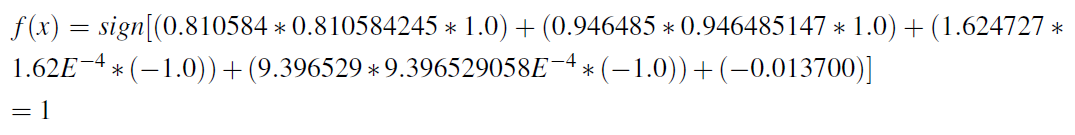 f(x) = sign[(0.810584 * 0.810584245 * 1.0) + (0.946485 * 0.946485147 * 1.0) + (1.624727 *
1.62E⁻⁴ * (−1.0)) + (9.396529 * 9.396529058E⁻⁴ * (−1.0)) + (−0.013700)]
= 1